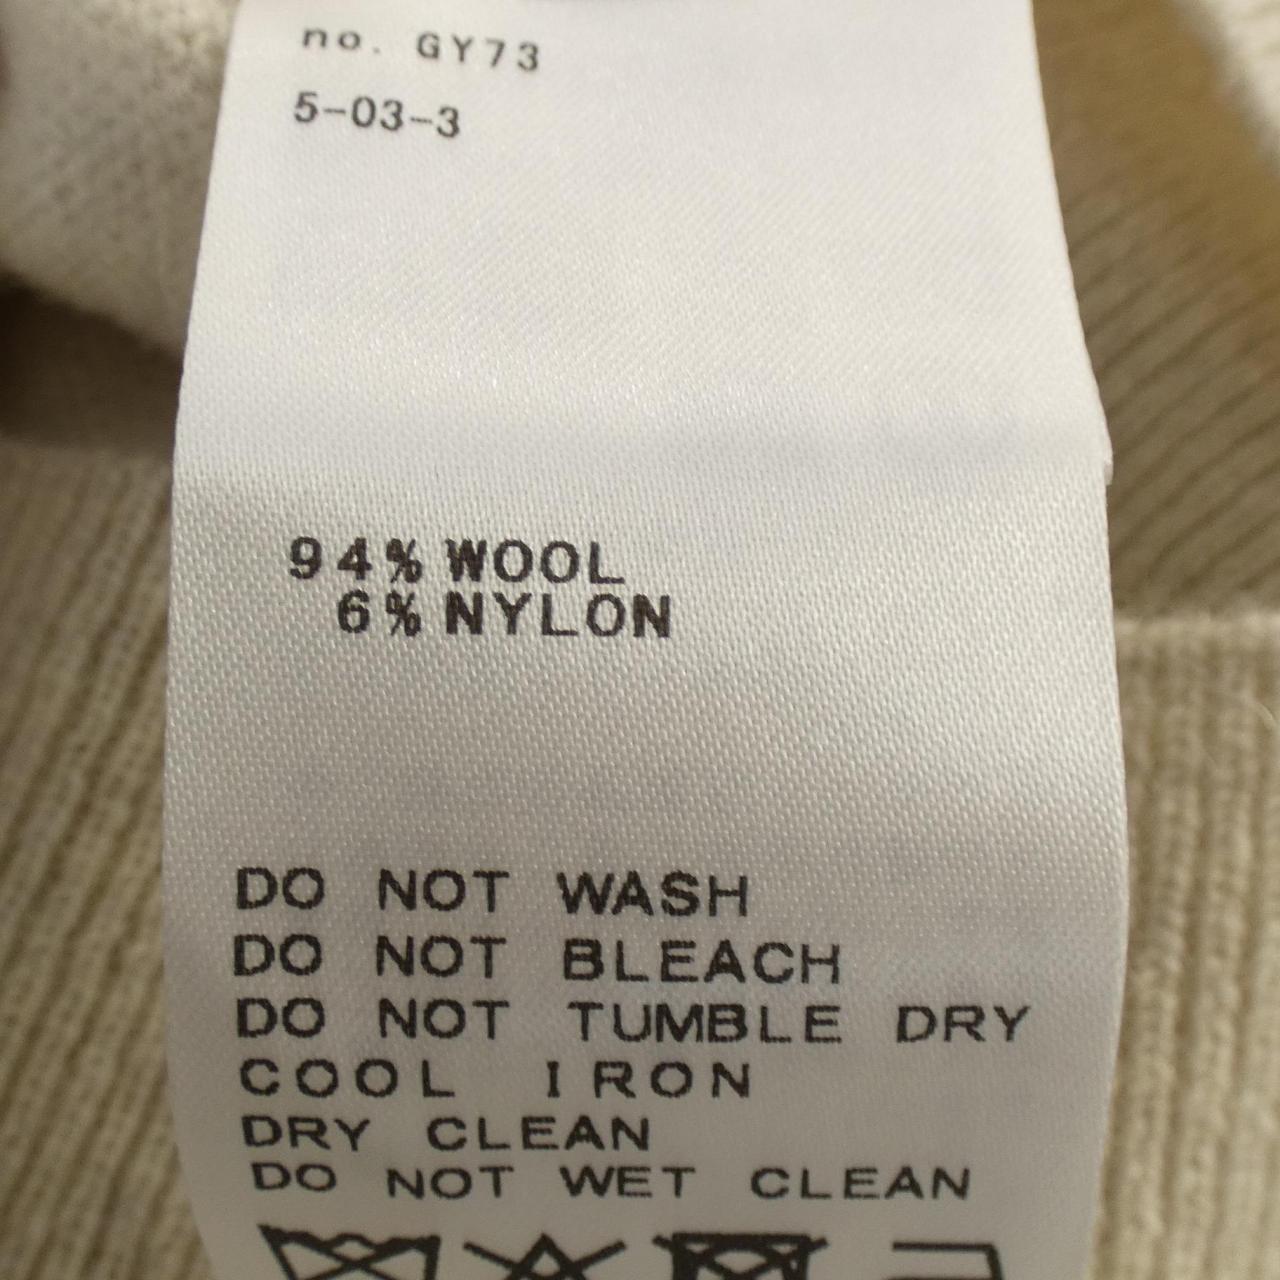 no. GY73
5-03-3
94% WOOL
6% NYLON
DO NOT WASH
DO NOT BLEACH
DO NOT TUMBLE DRY
COOL IRON
DRY CLEAN
DO NOT WET CLEAN